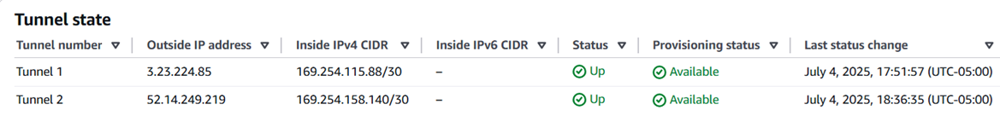 Tunnel state
Tunnel number Outside IP address Inside IPv4 CIDR Inside IPv6 CIDR Status Provisioning status Last status change
Tunnel 1 3.23.224.85 169.254.115.88/30 – Up Available July 4, 2025, 17:51:57 (UTC-05:00)
Tunnel 2 52.14.249.219 169.254.158.140/30 – Up Available July 4, 2025, 18:36:35 (UTC-05:00)